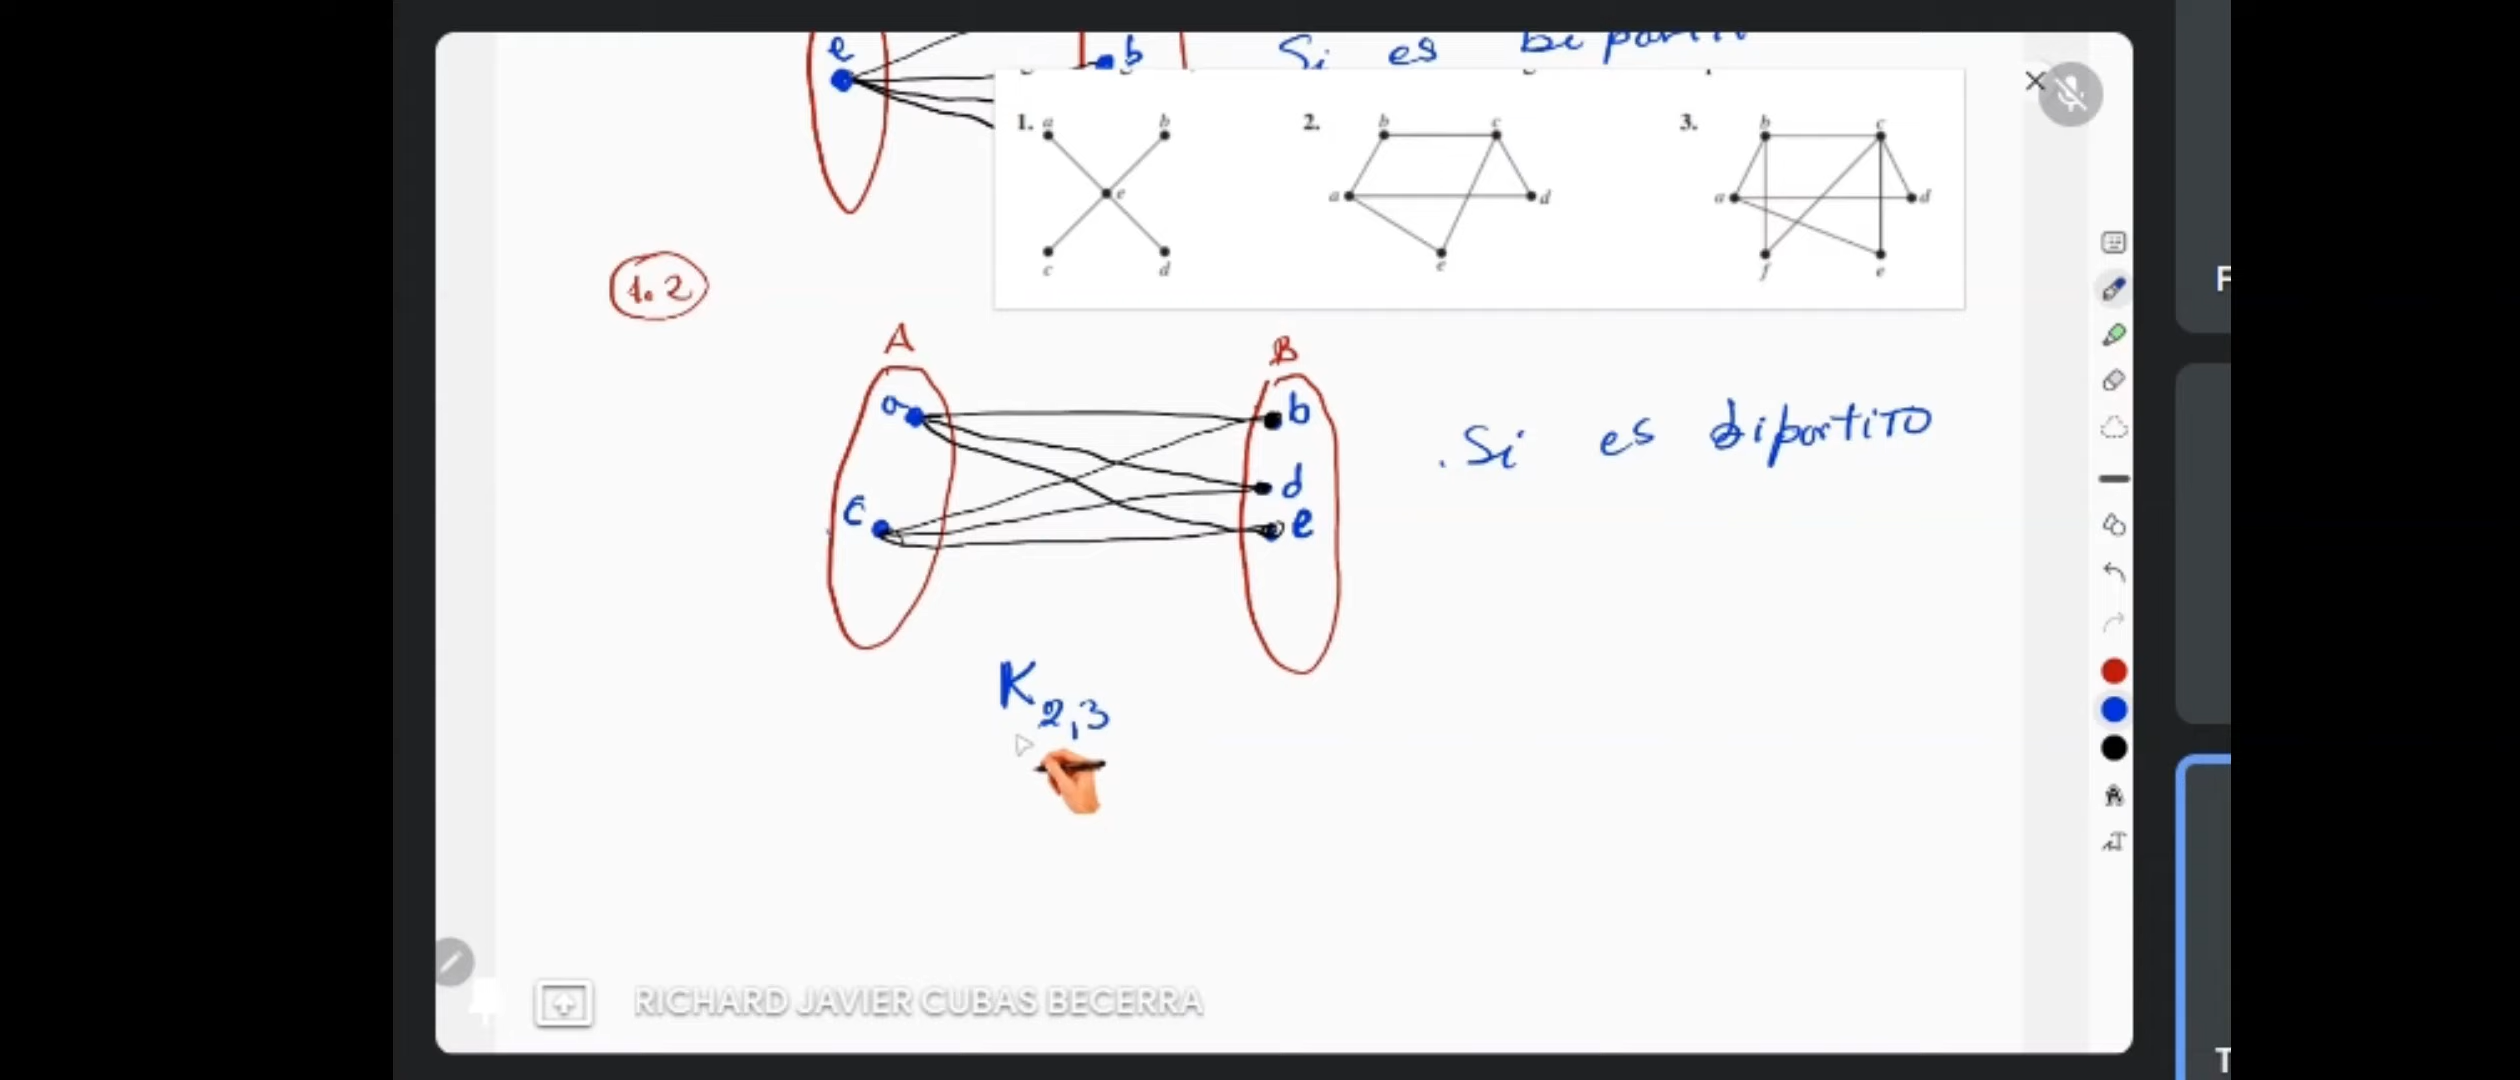 e
b
Si es
1. a b e c d
2. b c a d e
3. b c a d f e
1.2
A B
a b
. Si es bipartito
c d
e
K2,3
RICHARD JAVIER CUBAS BECERRA
F
T